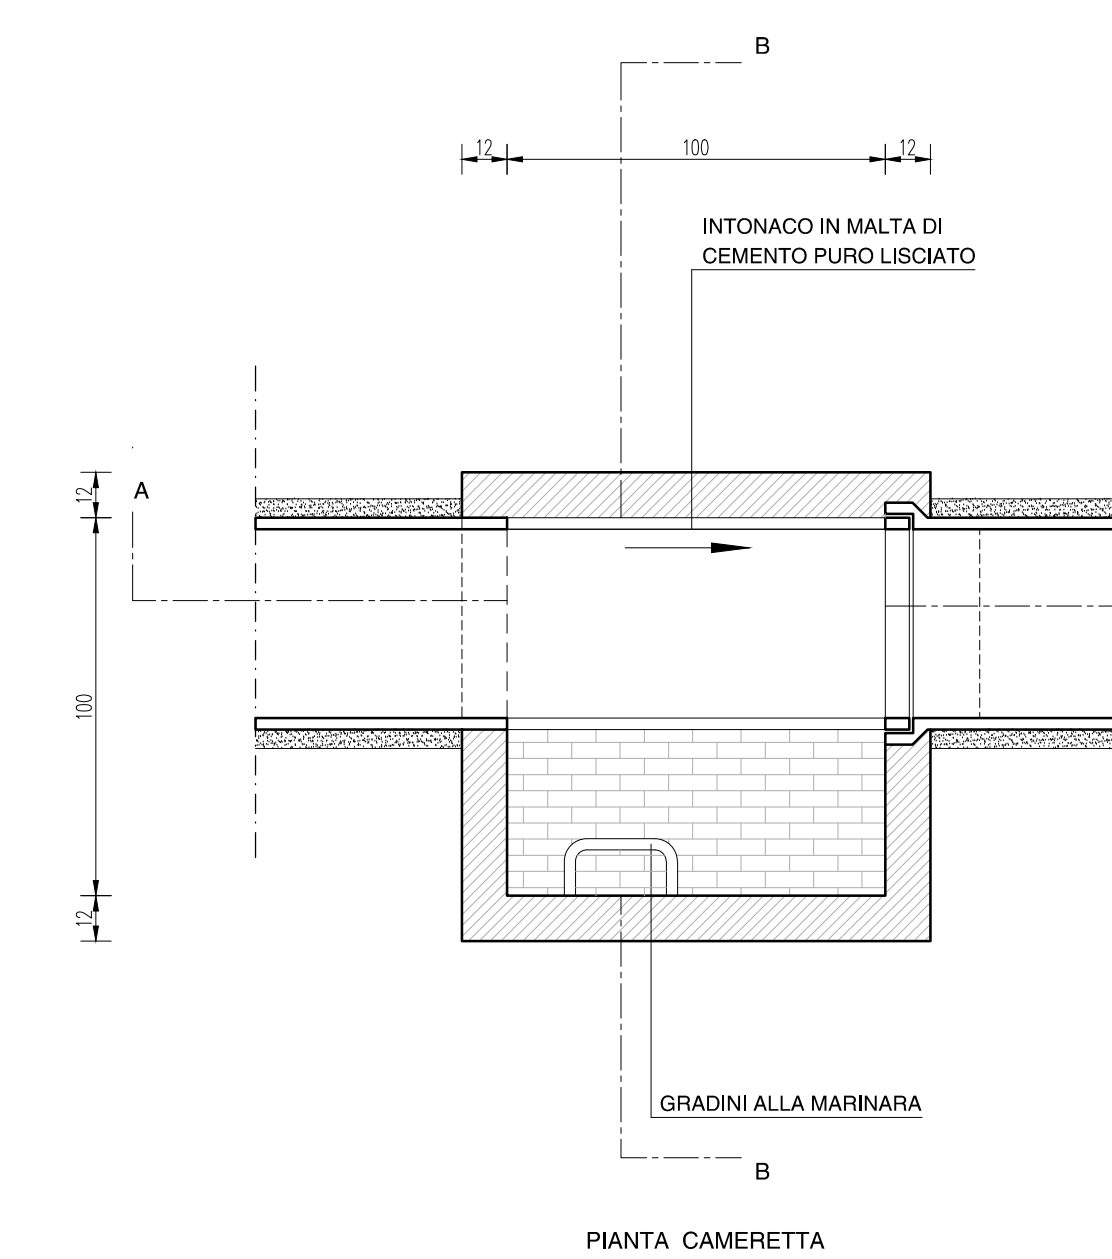 B
12
100
12
INTONACO IN MALTA DI
CEMENTO PURO LISCIATO
12
A
100
12
GRADINI ALLA MARINARA
B
PIANTA CAMERETTA